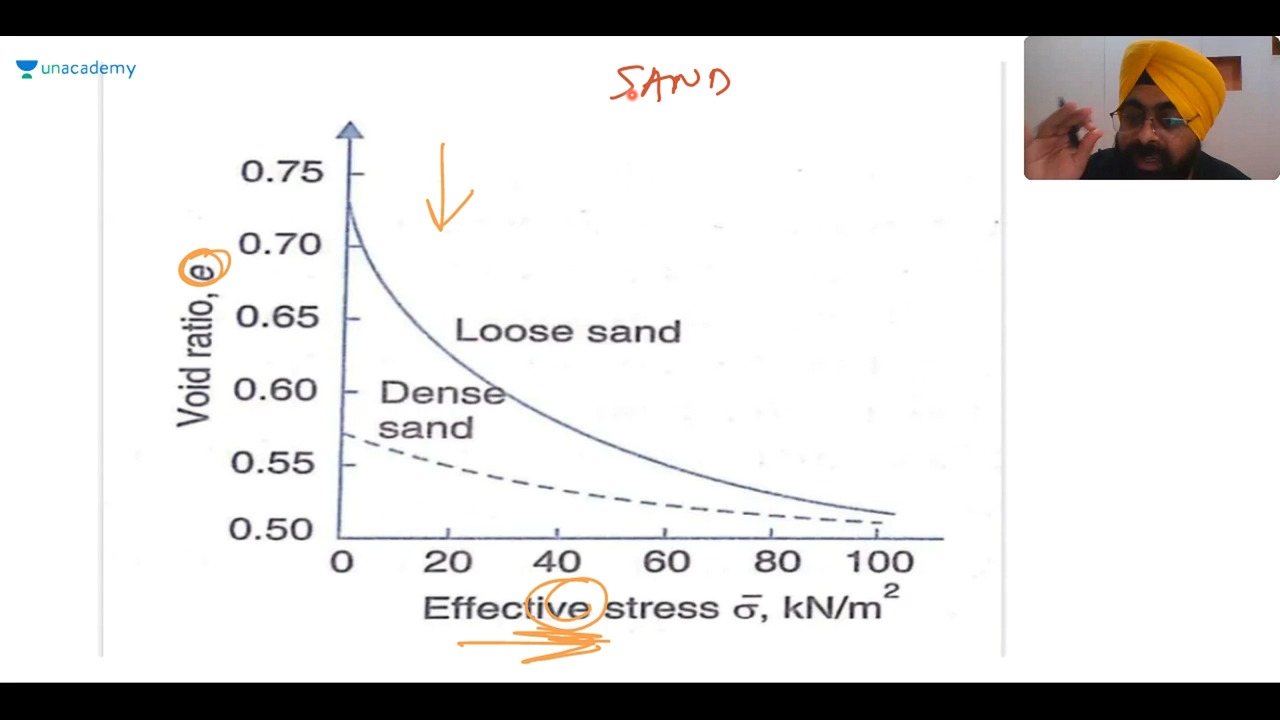 unacademy
SAND
0.75
0.70
0.65
0.60
0.55
0.50
Void ratio, e
Loose sand
Dense
sand
0 20 40 60 80 100
Effective stress σ̄, kN/m²